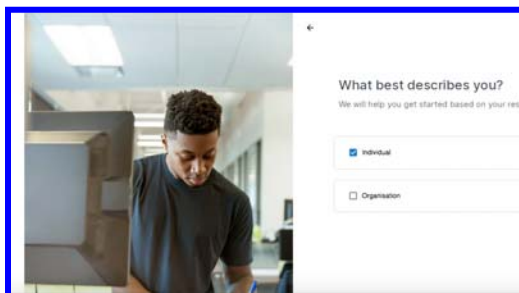 What best describes you?
We will help you get started based on your res
Individual
Organisation